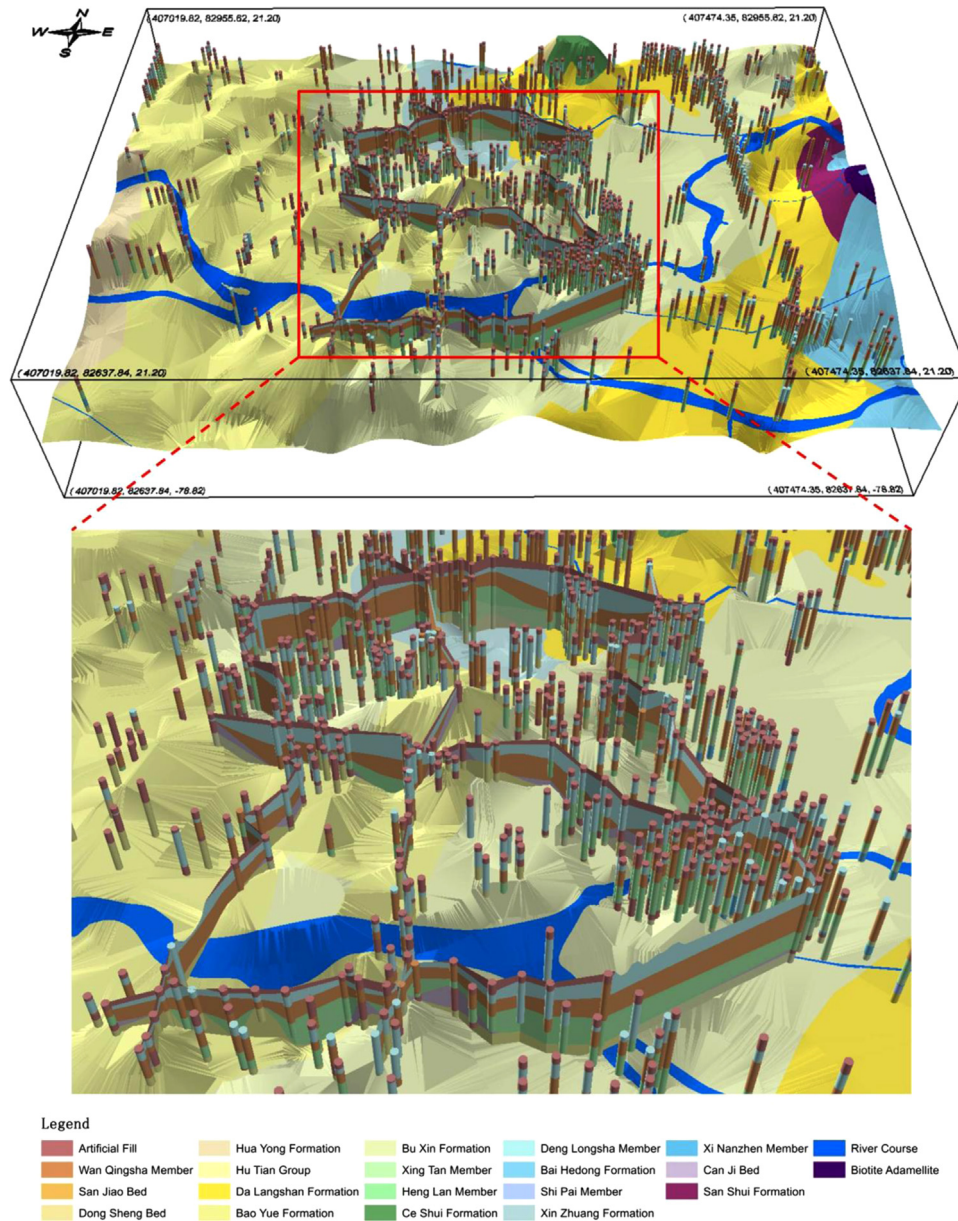 N
W E
S
(407019.82, 82955.62, 21.20)
(407474.35, 82955.62, 21.20)
(407019.82, 82637.84, 21.20)
(407474.35, 82637.84, 21.20)
(407019.82, 82637.84, -78.82)
(407474.35, 82637.84, -78.82)
Legend
Artificial Fill
Hua Yong Formation
Bu Xin Formation
Deng Longsha Member
Xi Nanzhen Member
River Course
Wan Qingsha Member
Hu Tian Group
Xing Tan Member
Bai Hedong Formation
Can Ji Bed
Biotite Adamellite
San Jiao Bed
Da Langshan Formation
Heng Lan Member
Shi Pai Member
San Shui Formation
Dong Sheng Bed
Bao Yue Formation
Ce Shui Formation
Xin Zhuang Formation